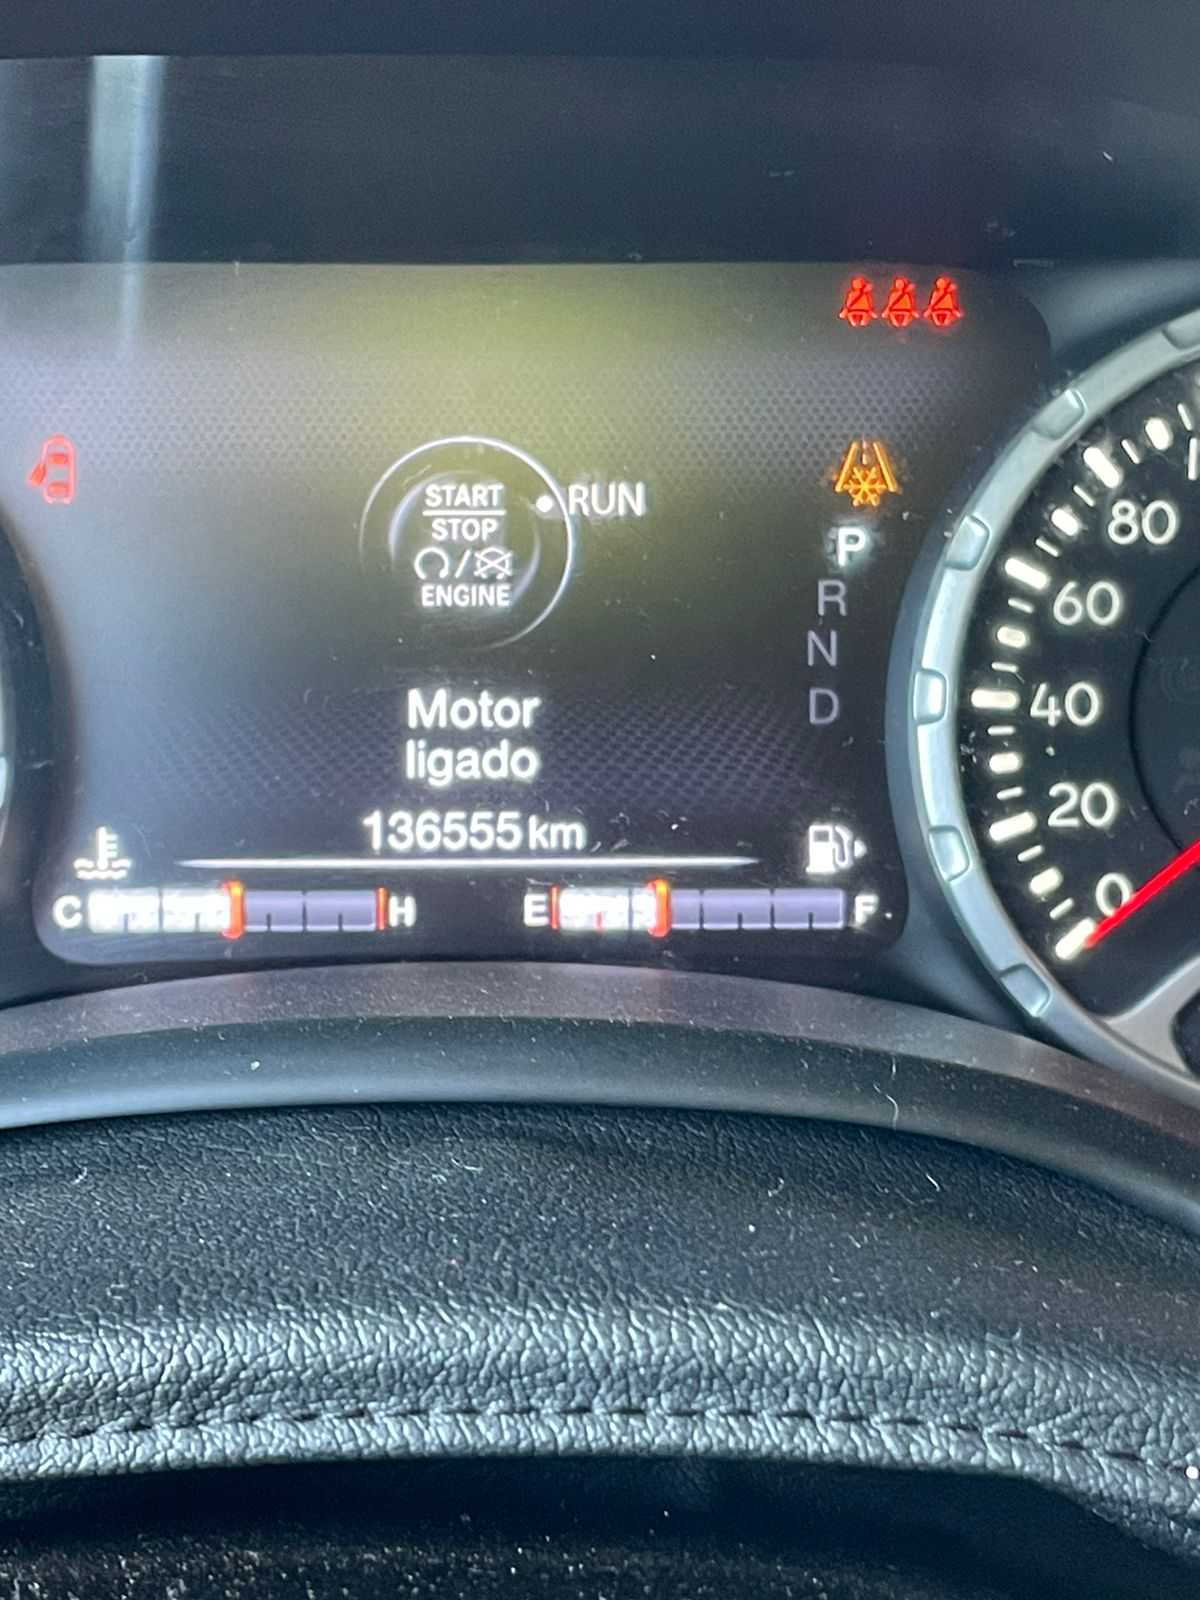 START
STOP
ENGINE
RUN
P
R
N
D
Motor
ligado
136555 km
C H
E F
80
60
40
20
0